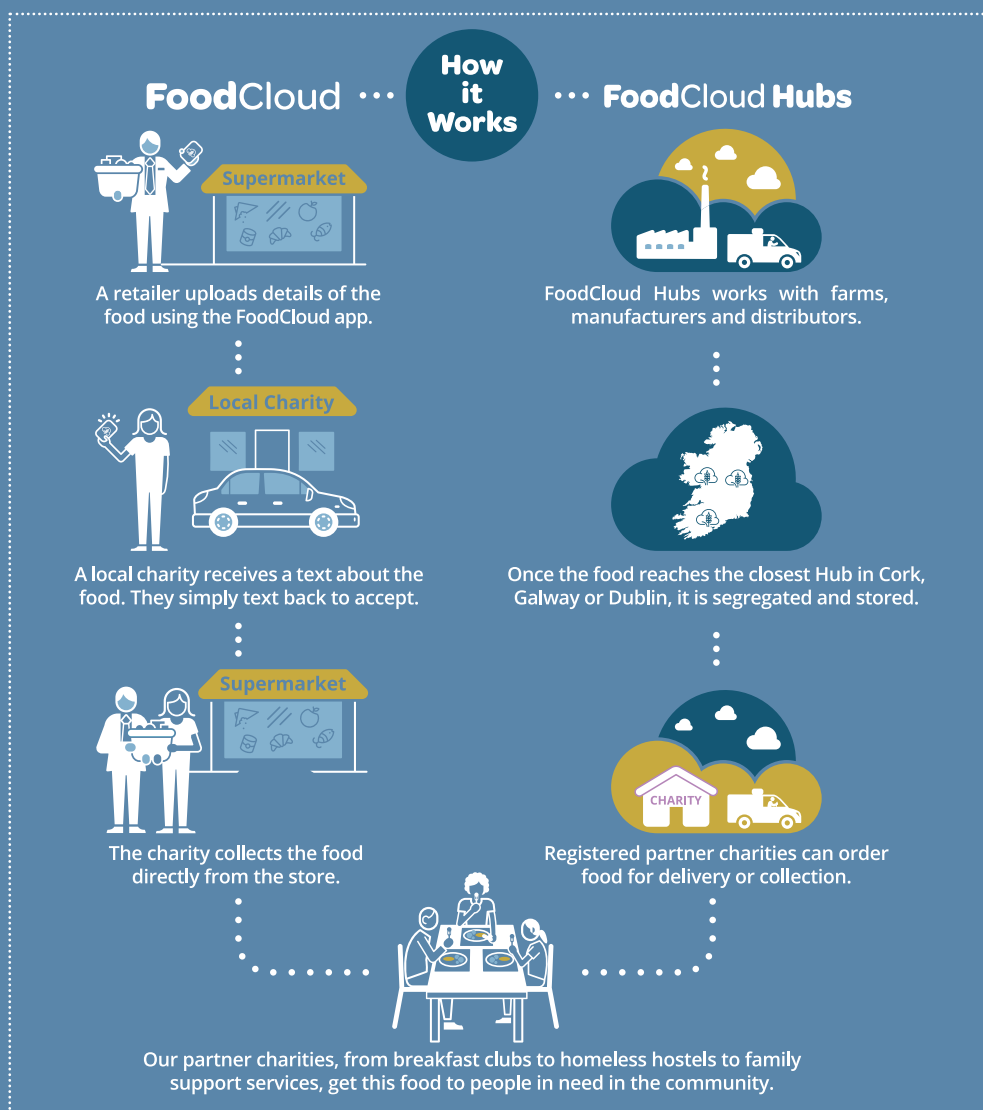 How
it
Works
FoodCloud
Supermarket
A retailer uploads details of the
food using the FoodCloud app.
Local Charity
A local charity receives a text about the
food. They simply text back to accept.
Supermarket
The charity collects the food
directly from the store.
FoodCloud Hubs
FoodCloud Hubs works with farms,
manufacturers and distributors.
Once the food reaches the closest Hub in Cork,
Galway or Dublin, it is segregated and stored.
CHARITY
Registered partner charities can order
food for delivery or collection.
Our partner charities, from breakfast clubs to homeless hostels to family
support services, get this food to people in need in the community.